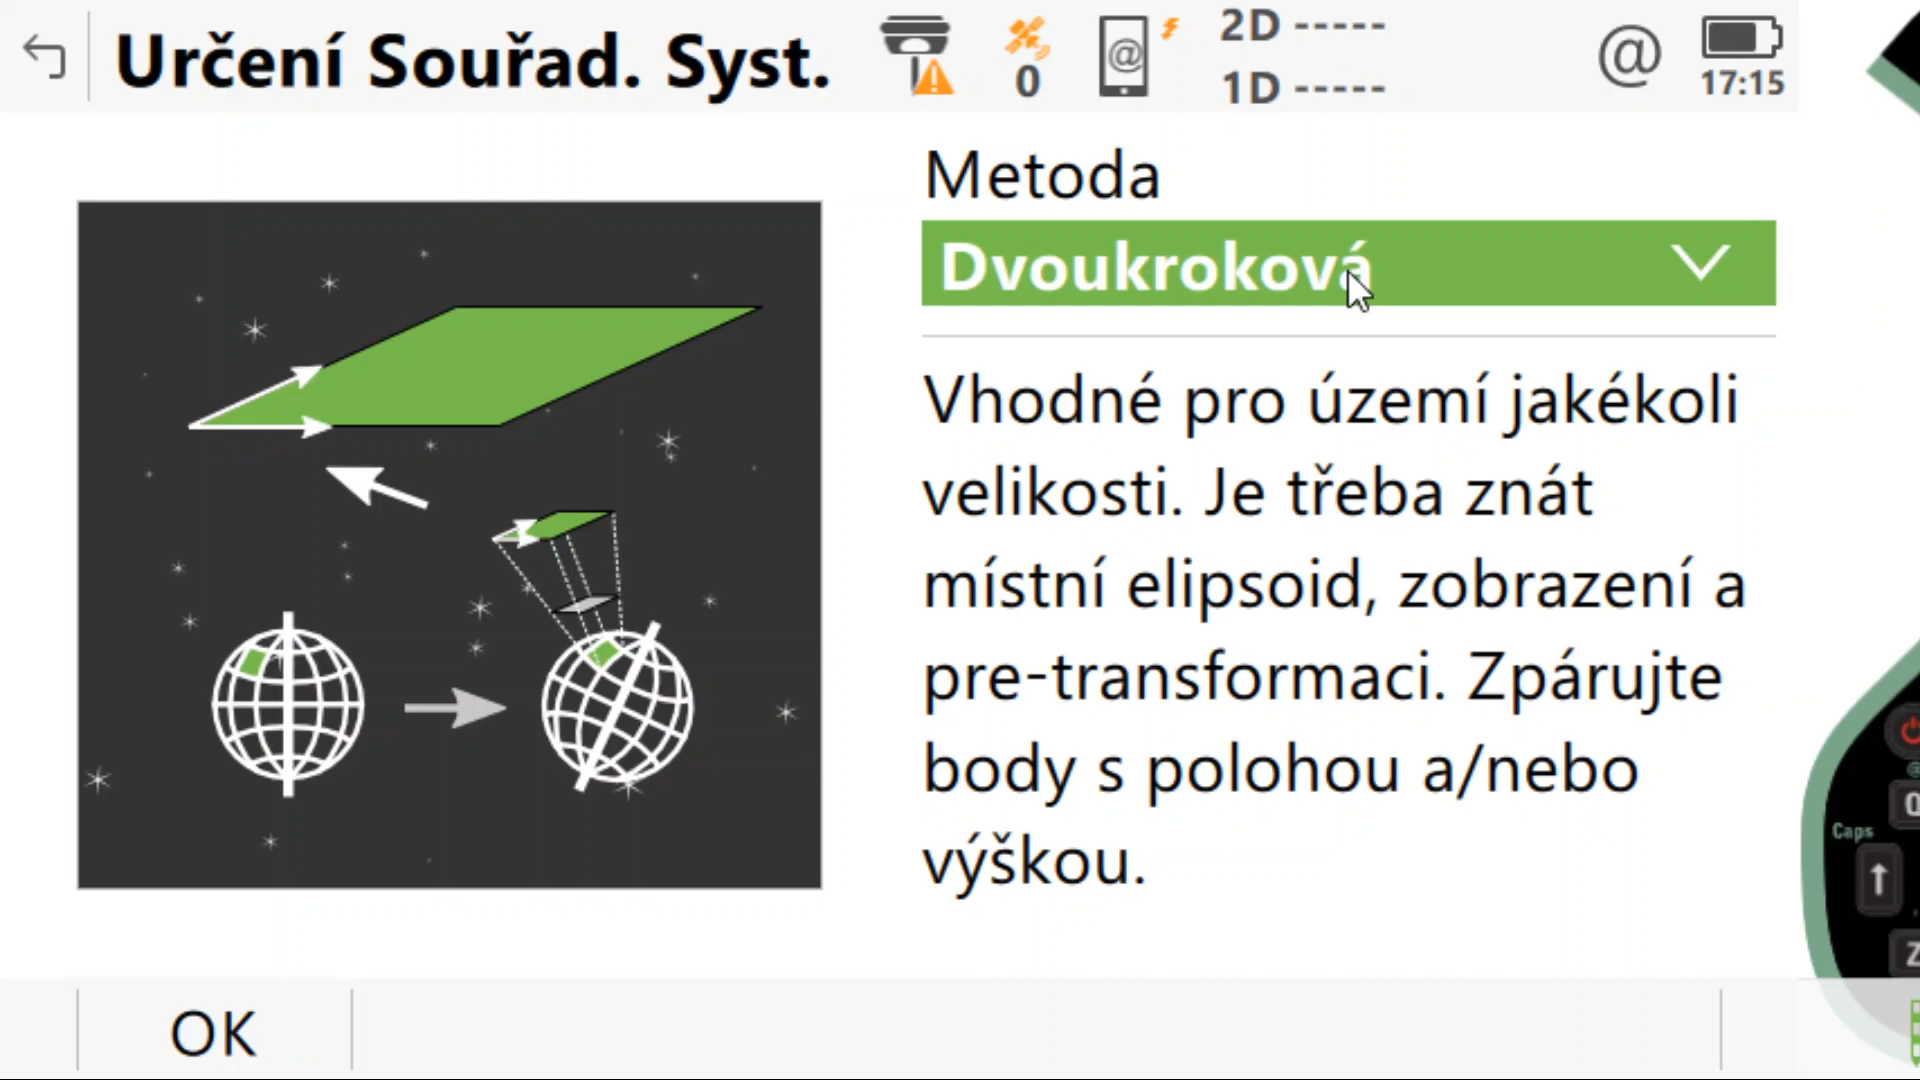 Určení Souřad. Syst.
0
@
2D -----
1D -----
@
17:15
Metoda
Dvoukroková
Vhodné pro území jakékoli
velikosti. Je třeba znát
místní elipsoid, zobrazení a
pre-transformaci. Zpárujte
body s polohou a/nebo
výškou.
Caps
Z
OK